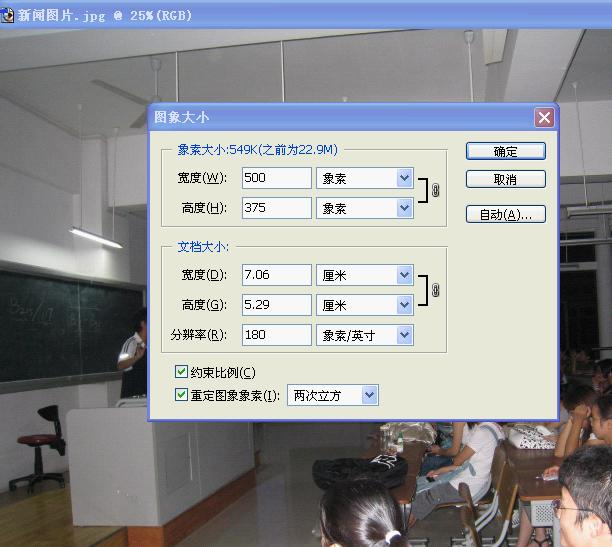 新闻图片.jpg @ 25%(RGB)
图象大小
象素大小:549K(之前为22.9M)
宽度(W): 500 象素
高度(H): 375 象素
文档大小:
宽度(D): 7.06 厘米
高度(G): 5.29 厘米
分辨率(R): 180 象素/英寸
约束比例(C)
重定图象象素(I): 两次立方
确定
取消
自动(A)...